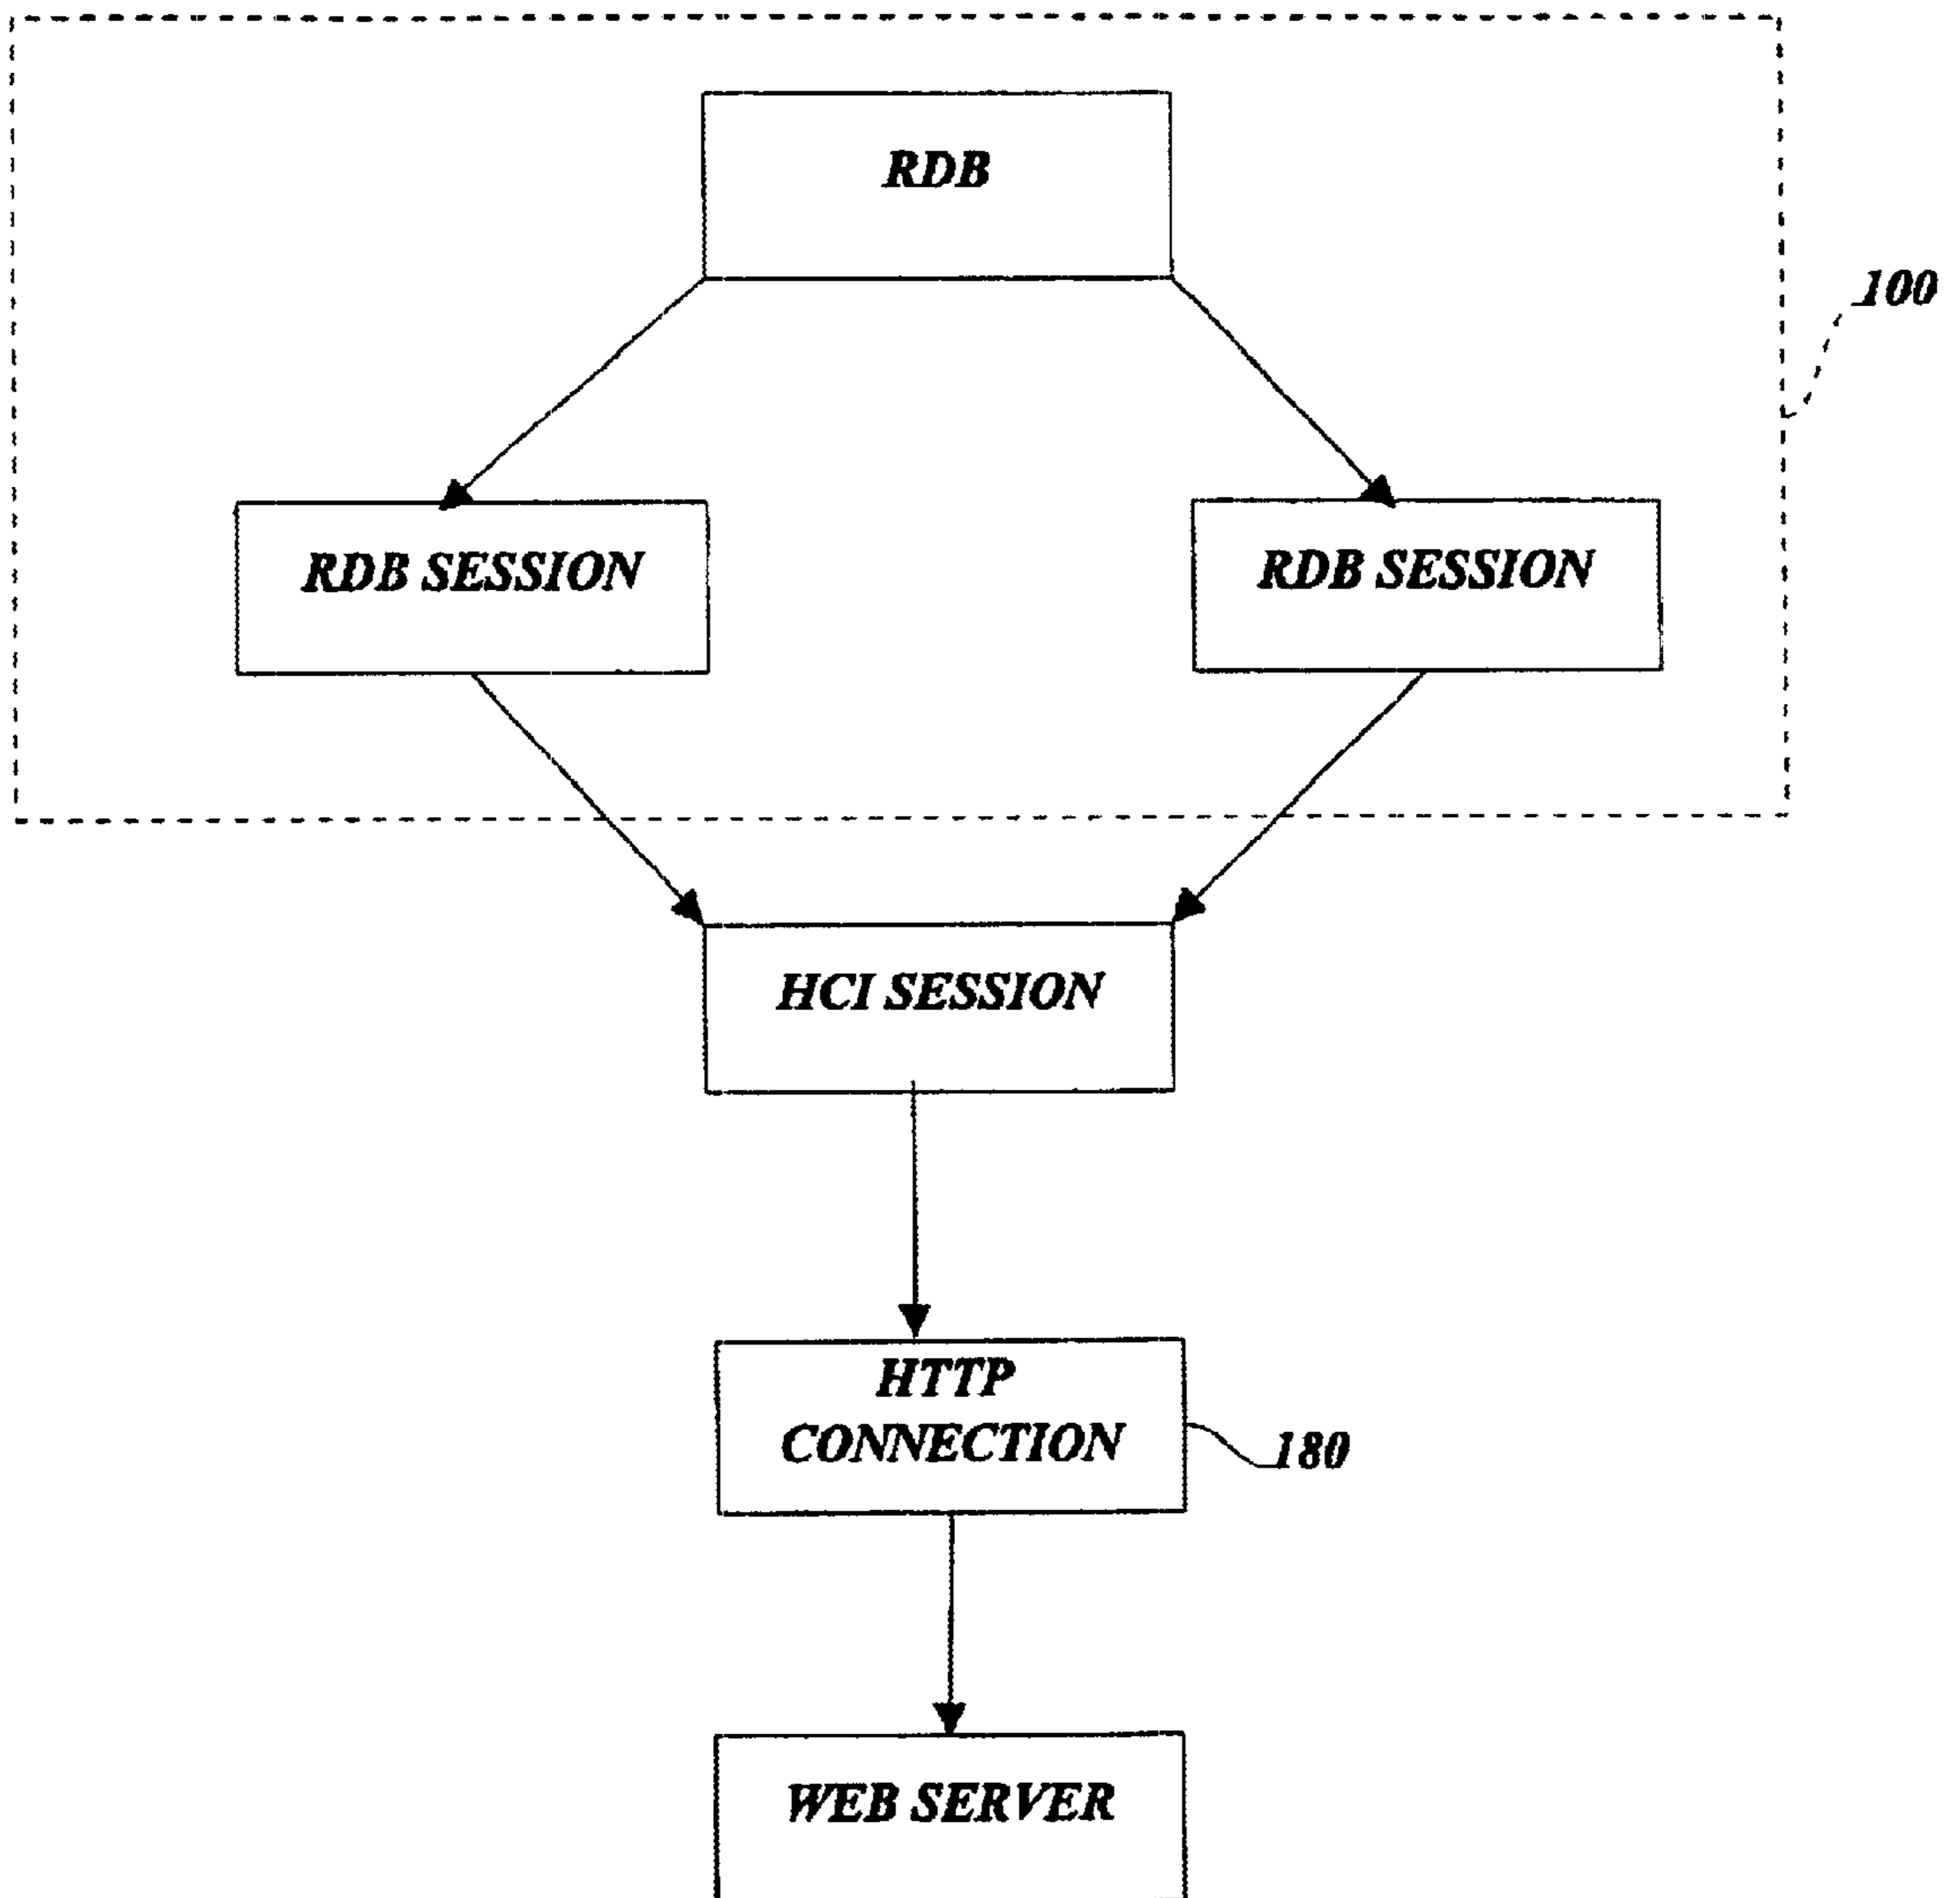 RDB
100
RDB SESSION
RDB SESSION
HCI SESSION
HTTP
CONNECTION
180
WEB SERVER